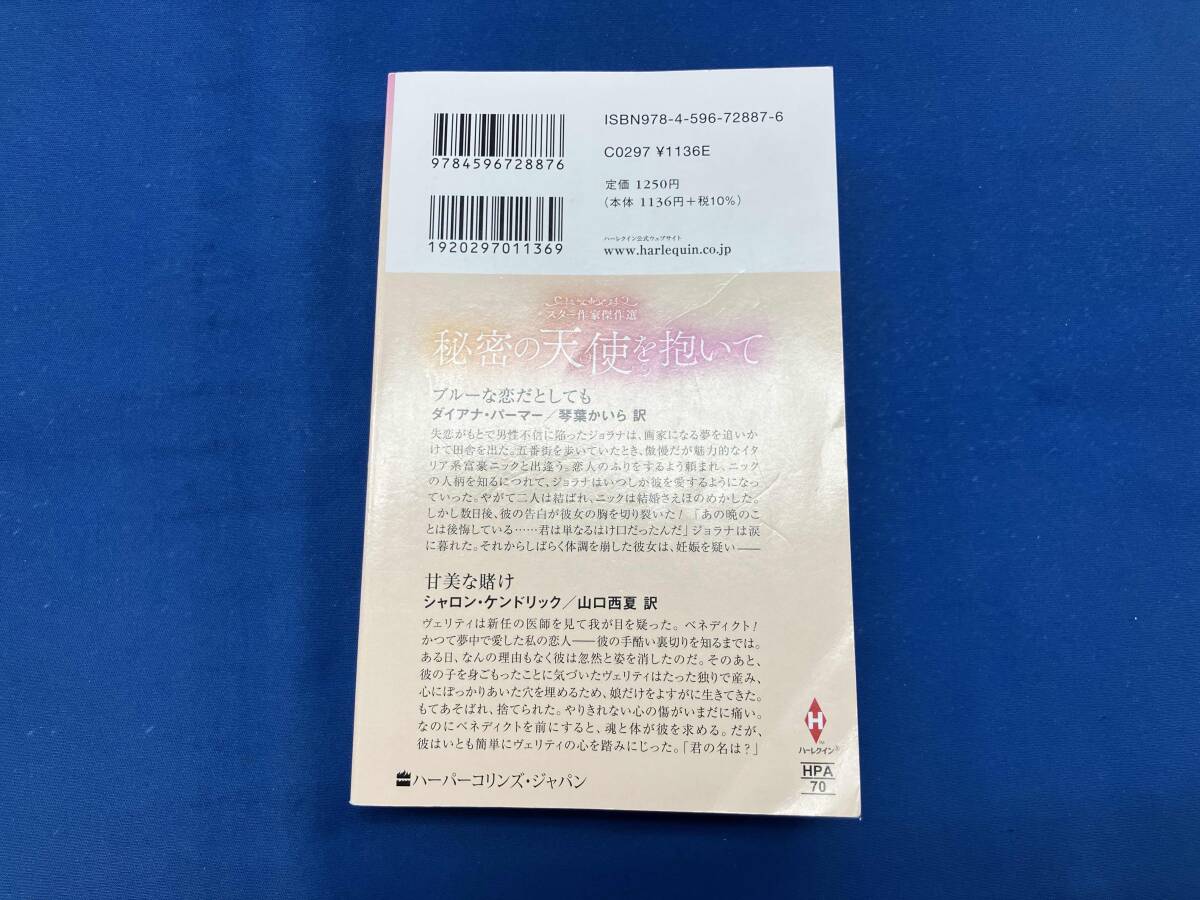 ISBN978-4-596-72887-6
9784596728876
C0297 ¥1136E
定価 1250円
(本体 1136円+税10%)
1920297011369
ハーレクイン公式ウェブサイト
www.harlequin.co.jp
スター作家傑作選
秘密の天使を抱いて
ブルーな恋だとしても
ダイアナ・パーマー/琴葉かいら 訳
失恋がもとで男性不信に陥ったジョラナは、画家になる夢を追いか
けて田舎を出た。五番街を歩いていたとき、傲慢だが魅力的なイタ
リア系富豪ニックと出逢う。恋人のふりをするよう頼まれ、ニック
の人柄を知るにつれて、ジョラナはいつしか彼を愛するようになっ
ていった。やがて二人は結ばれ、ニックは結婚さえほのめかした。
しかし数日後、彼の告白が彼女の胸を切り裂いた!『あの晩のこ
とは後悔している……君は単なるはけ口だったんだ」ジョラナは涙
に暮れた。それからしばらく体調を崩した彼女は、妊娠を疑い――
甘美な賭け
シャロン・ケンドリック/山口西夏 訳
ヴェリティは新任の医師を見て我が目を疑った。ベネディクト!
かつて夢中で愛した私の恋人――彼の手酷い裏切りを知るまでは。
ある日、なんの理由もなく彼は忽然と姿を消したのだ。そのあと、
彼の子を身ごもったことに気づいたヴェリティはたった独りで産み、
心にぽっかりあいた穴を埋めるため、娘だけをよすがに生きてきた。
もてあそばれ、捨てられた。やりきれない心の傷がいまだに痛い。
なのにベネディクトを前にすると、魂と体が彼を求める。だが、
彼はいとも簡単にヴェリティの心を踏みにじった。「君の名は?」
H
TM
ハーレクイン®
HPA
70
ハーパーコリンズ・ジャパン